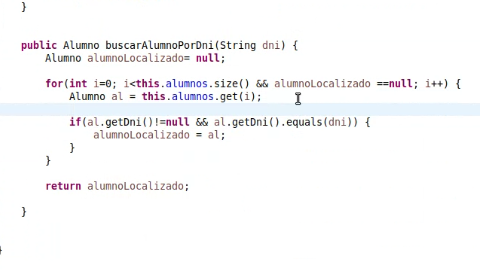 }
public Alumno buscarAlumnoPorDni(String dni) {
Alumno alumnoLocalizado= null;
for(int i=0; i<this.alumnos.size() && alumnoLocalizado ==null; i++) {
Alumno al = this.alumnos.get(i);
if(al.getDni()!=null && al.getDni().equals(dni)) {
alumnoLocalizado = al;
}
}
return alumnoLocalizado;
}
}